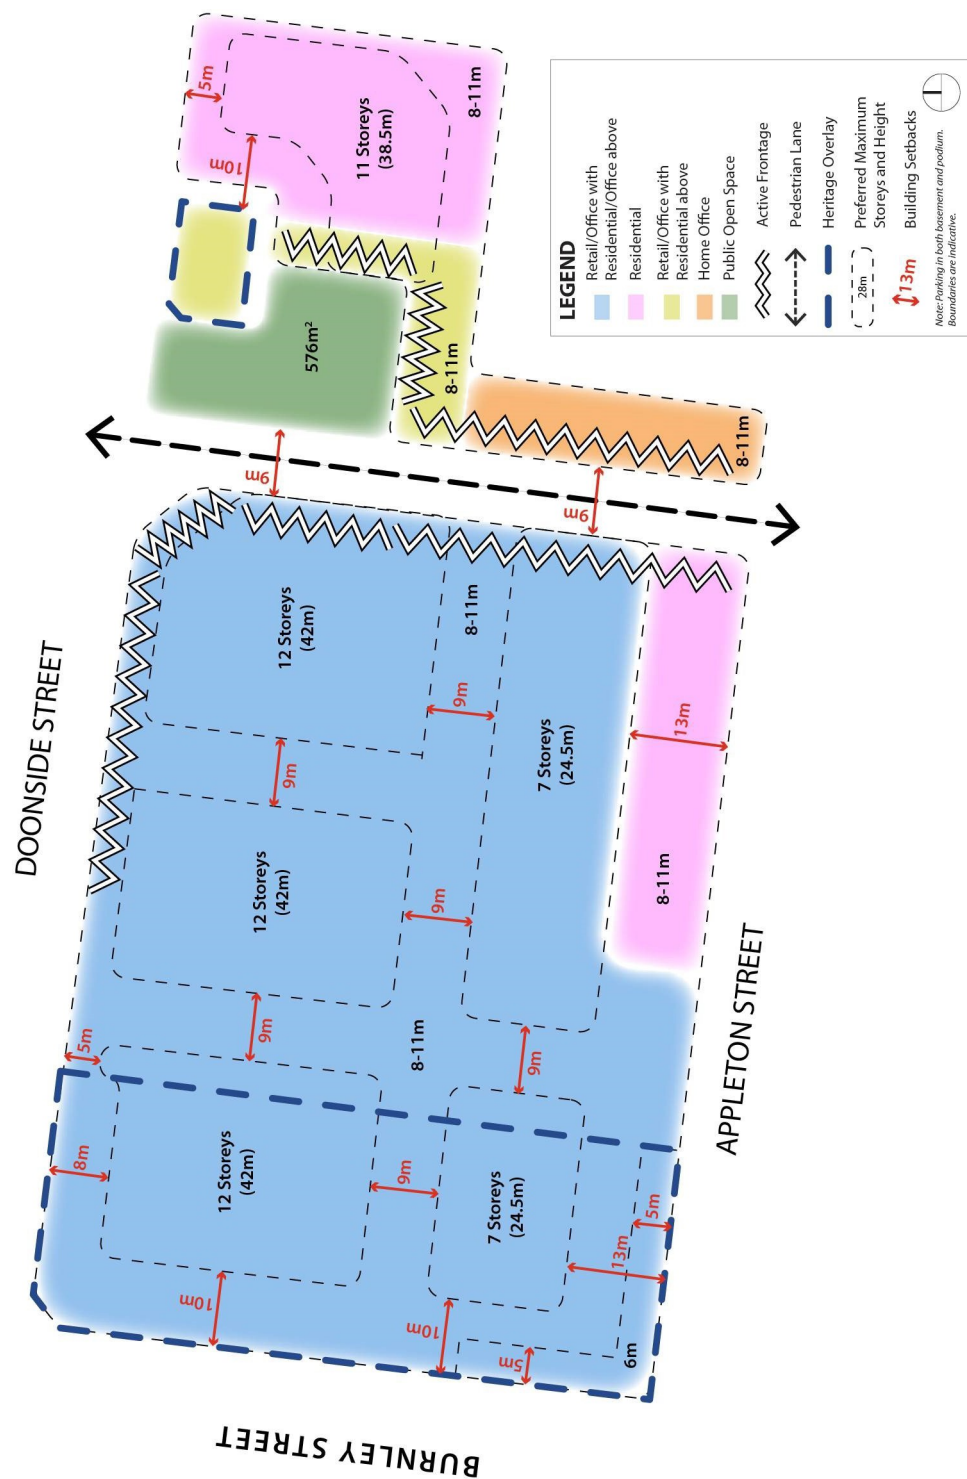 DOONSIDE STREET
BURNLEY STREET
APPLETON STREET
5m
10m
11 Storeys
(38.5m)
8-11m
576m²
8-11m
8-11m
9m
9m
12 Storeys
(42m)
8-11m
9m
9m
7 Storeys
(24.5m)
13m
8-11m
12 Storeys
(42m)
9m
9m
8-11m
9m
5m
8m
12 Storeys
(42m)
9m
7 Storeys
(24.5m)
10m
10m
5m
13m
5m
6m
LEGEND
Retail/Office with
Residential/Office above
Residential
Retail/Office with
Residential above
Home Office
Public Open Space
Active Frontage
Pedestrian Lane
Heritage Overlay
28m
Preferred Maximum
Storeys and Height
13m
Building Setbacks
Note: Parking in both basement and podium.
Boundaries are indicative.